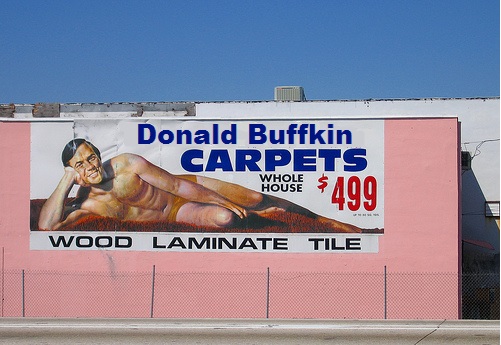 Donald Buffkin
CARPETS
WHOLE
HOUSE
$499
WOOD LAMINATE TILE